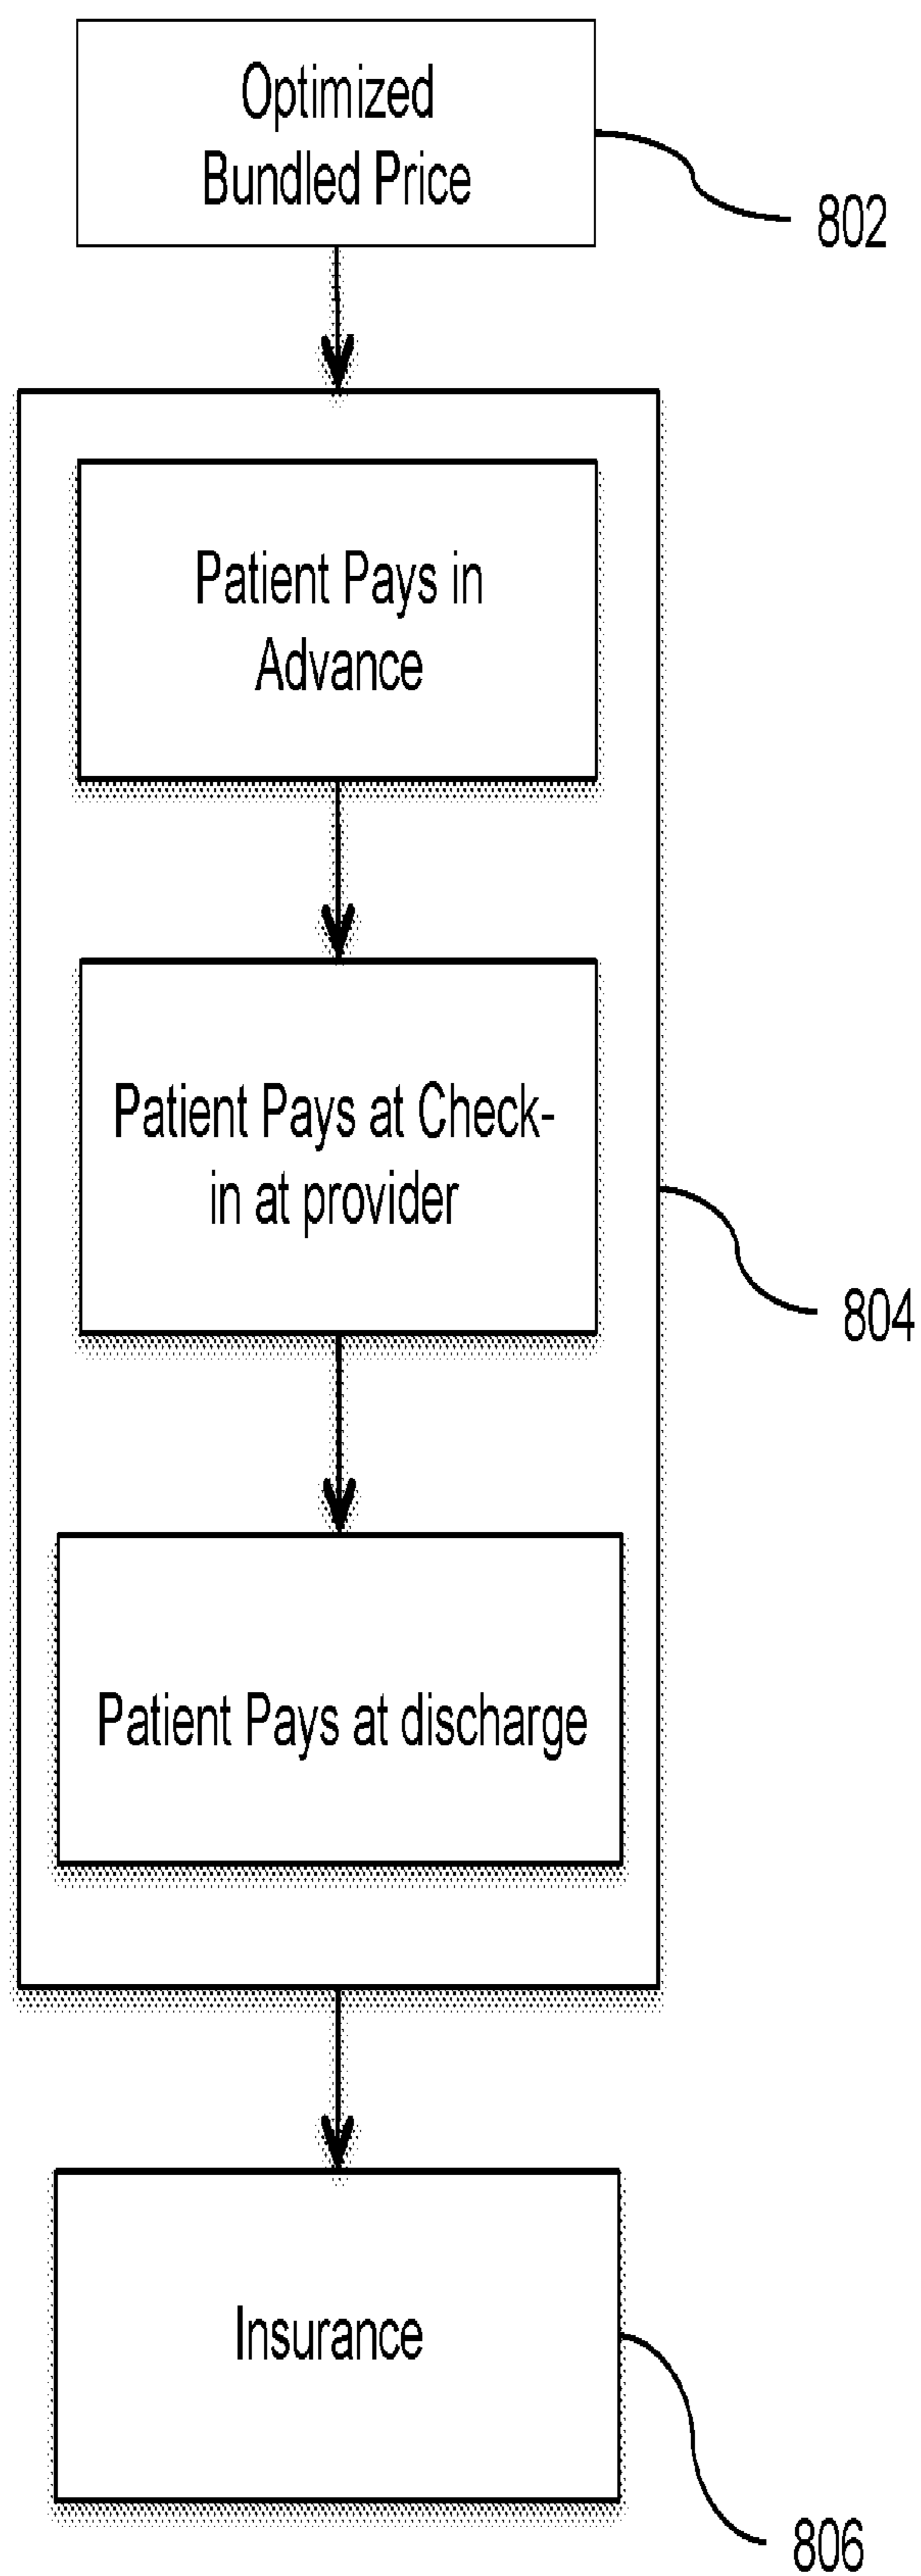 Optimized
Bundled Price
802
Patient Pays in
Advance
Patient Pays at Check-
in at provider
804
Patient Pays at discharge
Insurance
806